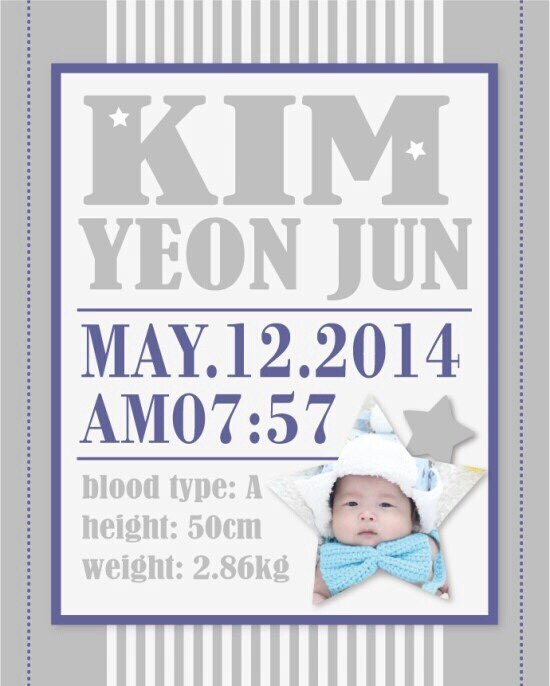 KIM
YEON JUN
MAY.12.2014
AM07:57
blood type: A
height: 50cm
weight: 2.86kg